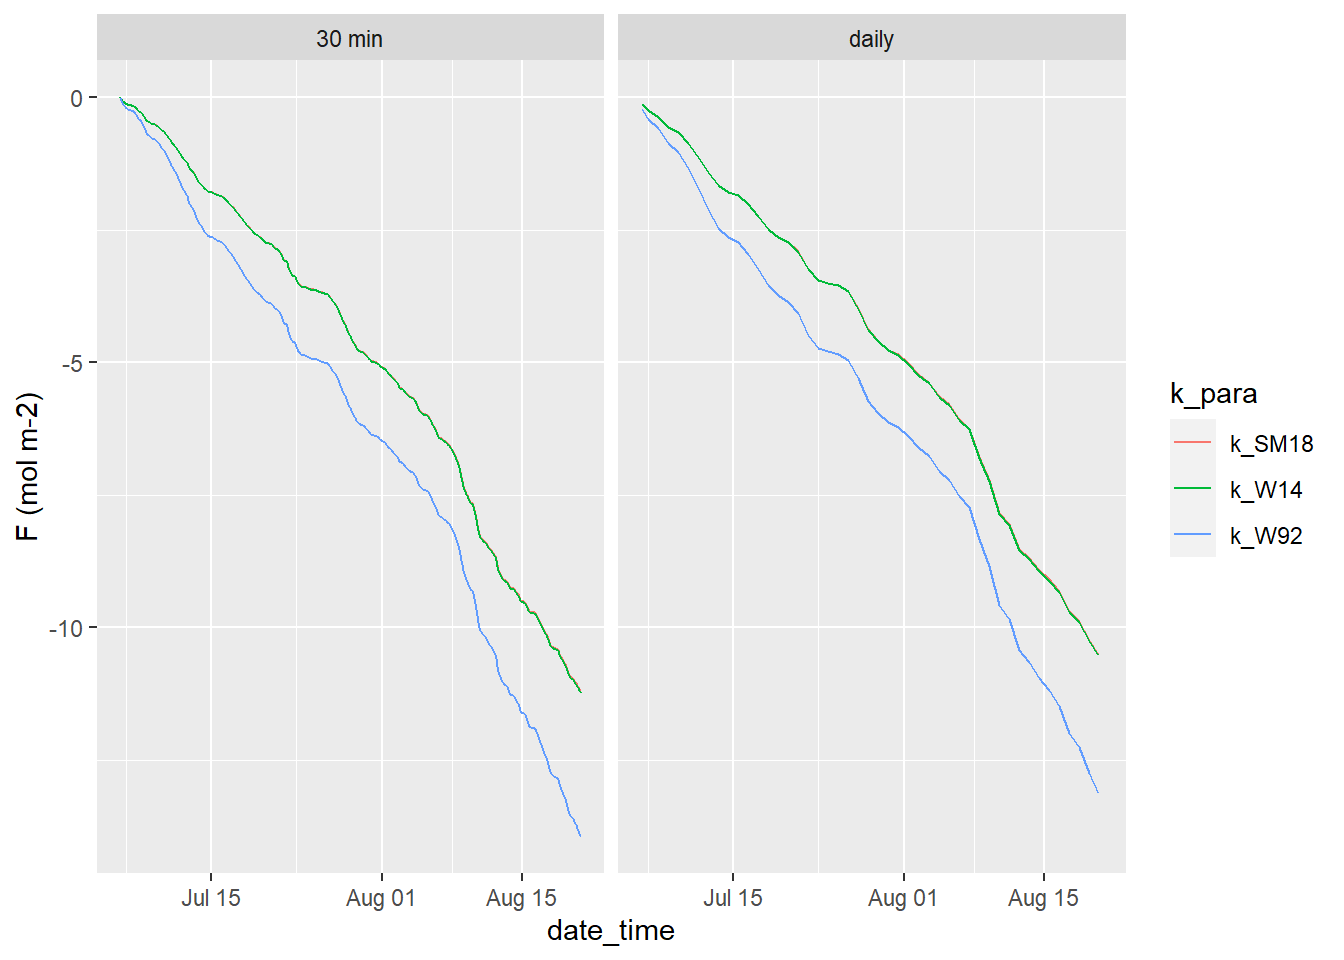 30 min
daily
0
-5
-10
F (mol m-2)
Jul 15
Aug 01
Aug 15
Jul 15
Aug 01
Aug 15
date_time
k_para
k_SM18
k_W14
k_W92